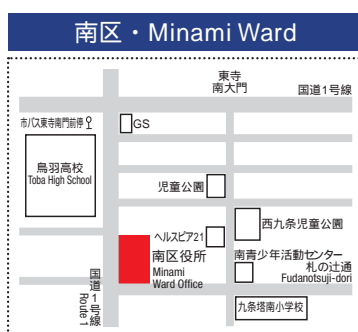 南区・Minami Ward
東寺
南大門
国道1号線
市バス東寺南門前停
GS
鳥羽高校
Toba High School
児童公園
西九条児童公園
ヘルスピア21
南区役所
Minami
Ward Office
南青少年活動センター
札の辻通
Fudanotsuji-dori
国道1号線
Route 1
九条塔南小学校